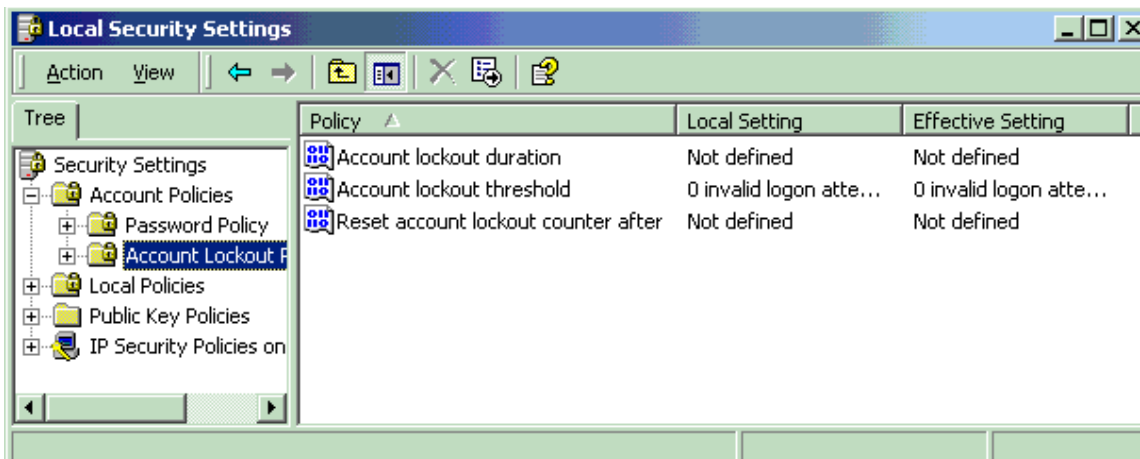 Local Security Settings
Action View
Tree
Policy Local Setting Effective Setting
Security Settings
Account Policies
Password Policy
Account Lockout P
Local Policies
Public Key Policies
IP Security Policies on
Account lockout duration Not defined Not defined
Account lockout threshold 0 invalid logon atte... 0 invalid logon atte...
Reset account lockout counter after Not defined Not defined